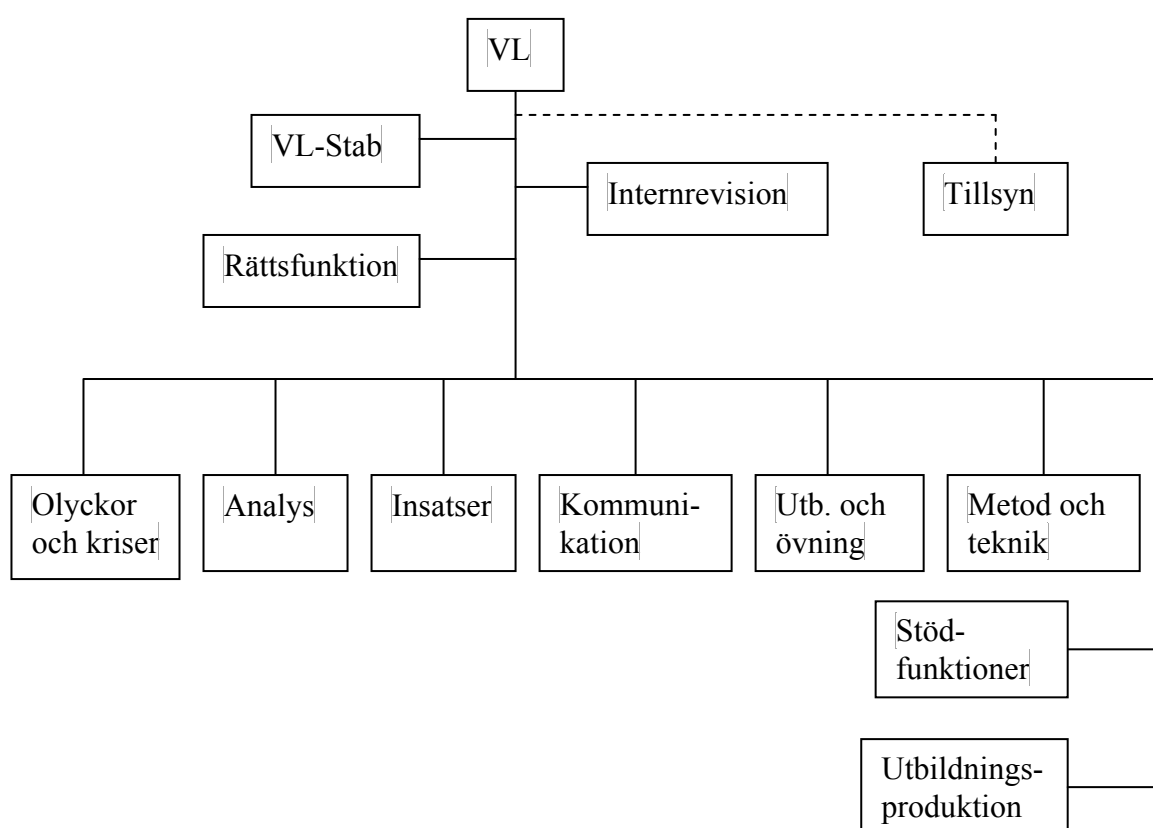 VL
VL-Stab
Internrevision
Tillsyn
Rättsfunktion
Olyckor
och kriser
Analys
Insatser
Kommuni-
kation
Utb. och
övning
Metod och
teknik
Stöd-
funktioner
Utbildnings-
produktion